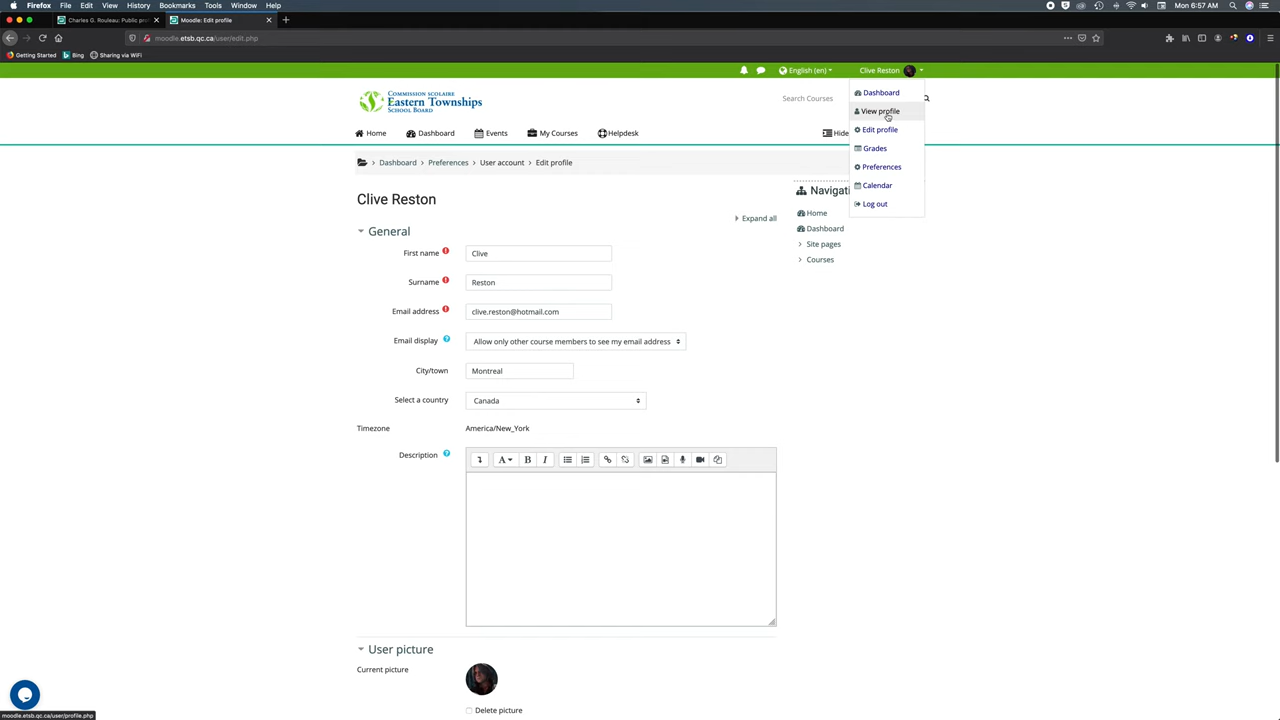 Firefox File Edit View History Bookmarks Tools Window Help Mon 6:57 AM
Charles G. Rouleau: Public pro Moodle: Edit profile
moodle.etsb.qc.ca/user/edit.php
Getting Started Bing Sharing via WiFi
English (en) Clive Reston
Commission scolaire
Eastern Townships
School Board
Search Courses
Dashboard
View profile
Edit profile
Grades
Preferences
Calendar
Log out
Home Dashboard Events My Courses Helpdesk Hide
Dashboard > Preferences > User account > Edit profile
Clive Reston
Expand all
General
First name Clive
Surname Reston
Email address clive.reston@hotmail.com
Email display Allow only other course members to see my email address
City/town Montreal
Select a country Canada
Timezone America/New_York
Description
User picture
Current picture
Delete picture
Navigati
Home
Dashboard
Site pages
Courses
moodle.etsb.qc.ca/user/profile.php